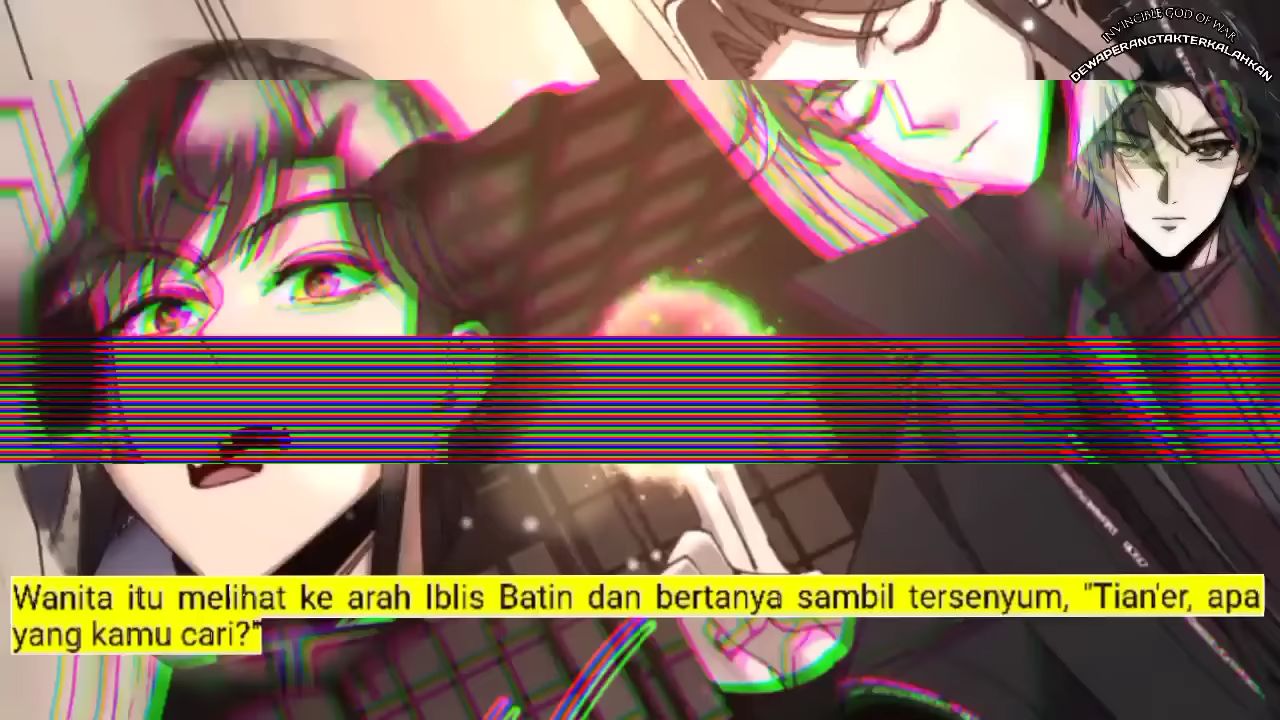 INVINCIBLE GOD OF WAR
DEWAPERANGTAKTERKALAHKAN
Wanita itu melihat ke arah Iblis Batin dan bertanya sambil tersenyum, "Tian'er, apa
yang kamu cari?"